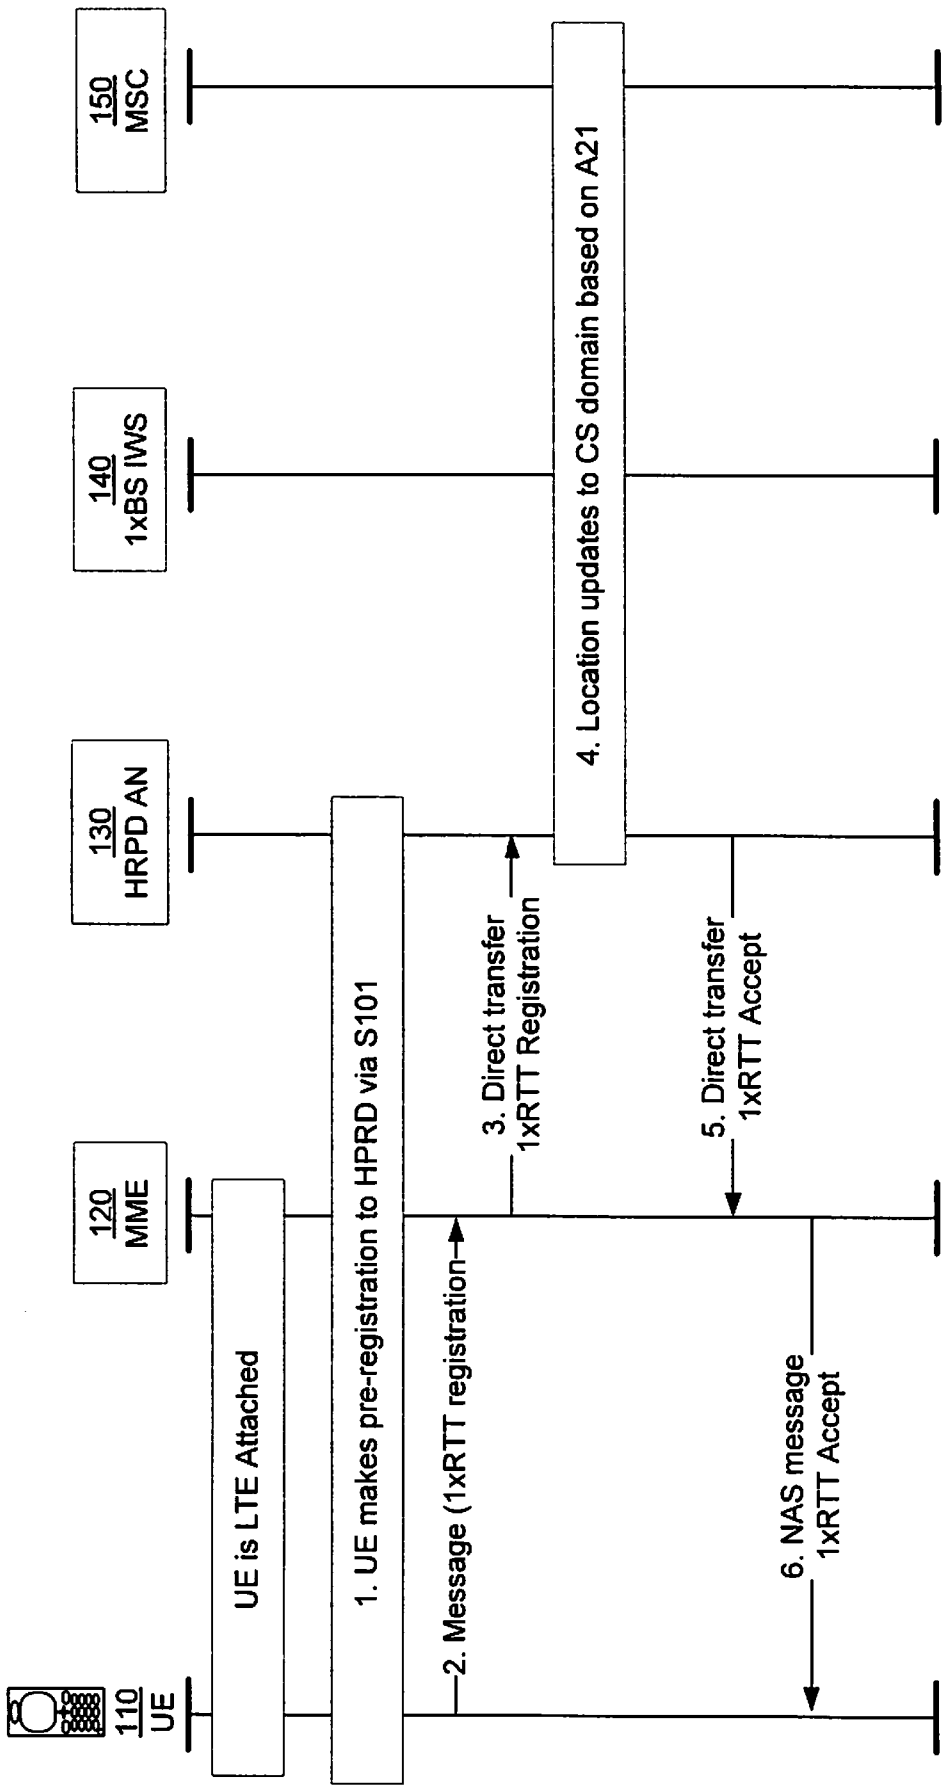 110
UE
120
MME
130
HRPD AN
140
1xBS IWS
150
MSC
UE is LTE Attached
1. UE makes pre-registration to HPRD via S101
2. Message (1xRTT registration
3. Direct transfer
1xRTT Registration
4. Location updates to CS domain based on A21
5. Direct transfer
1xRTT Accept
6. NAS message
1xRTT Accept